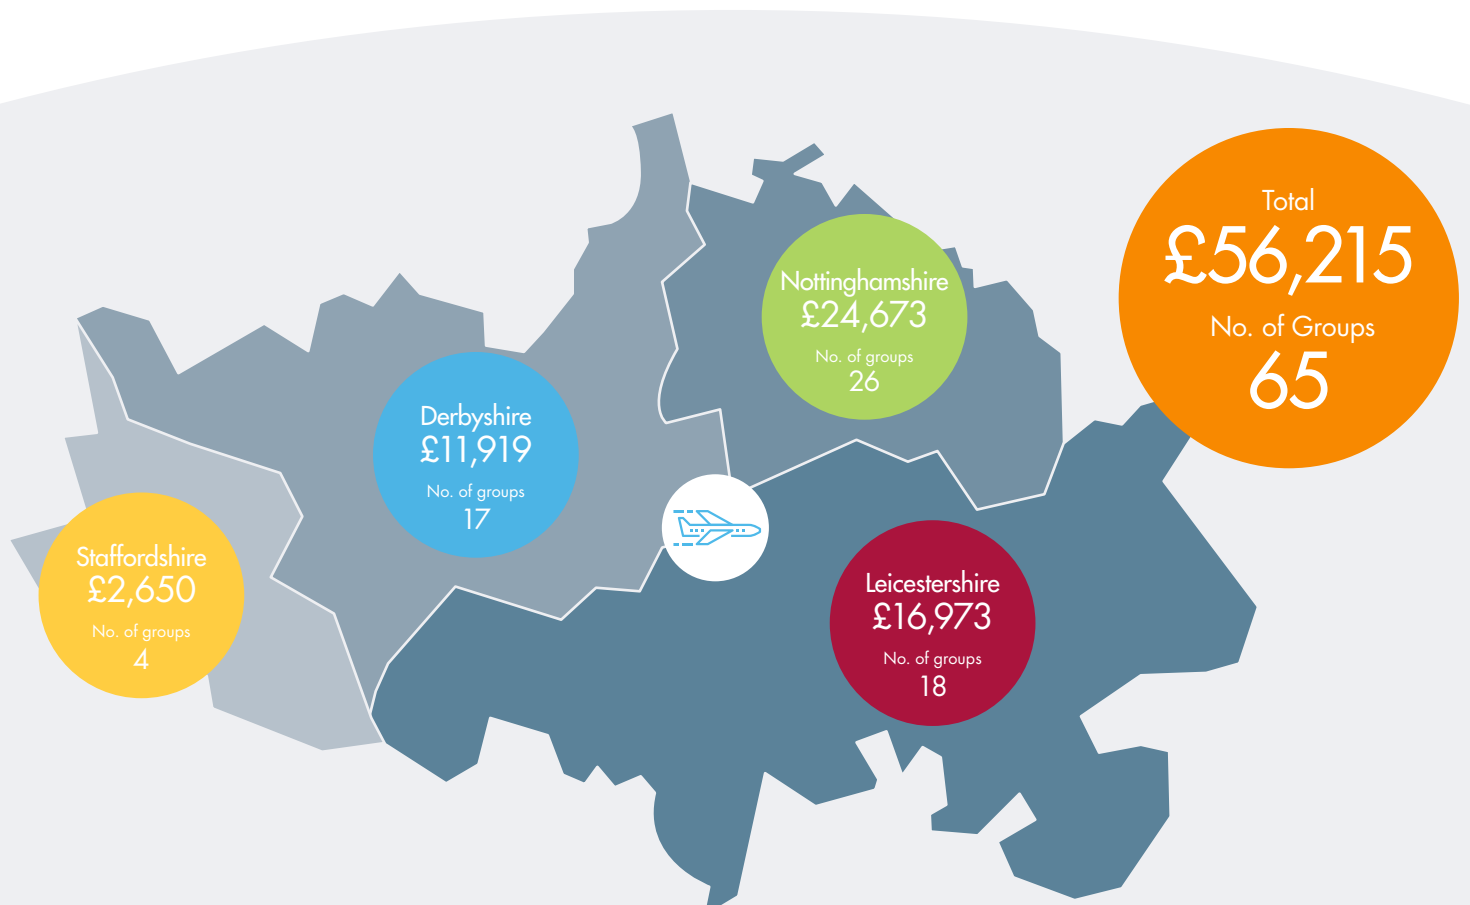 Total
£56,215
No. of Groups
65
Nottinghamshire
£24,673
No. of groups
26
Derbyshire
£11,919
No. of groups
17
Staffordshire
£2,650
No. of groups
4
Leicestershire
£16,973
No. of groups
18